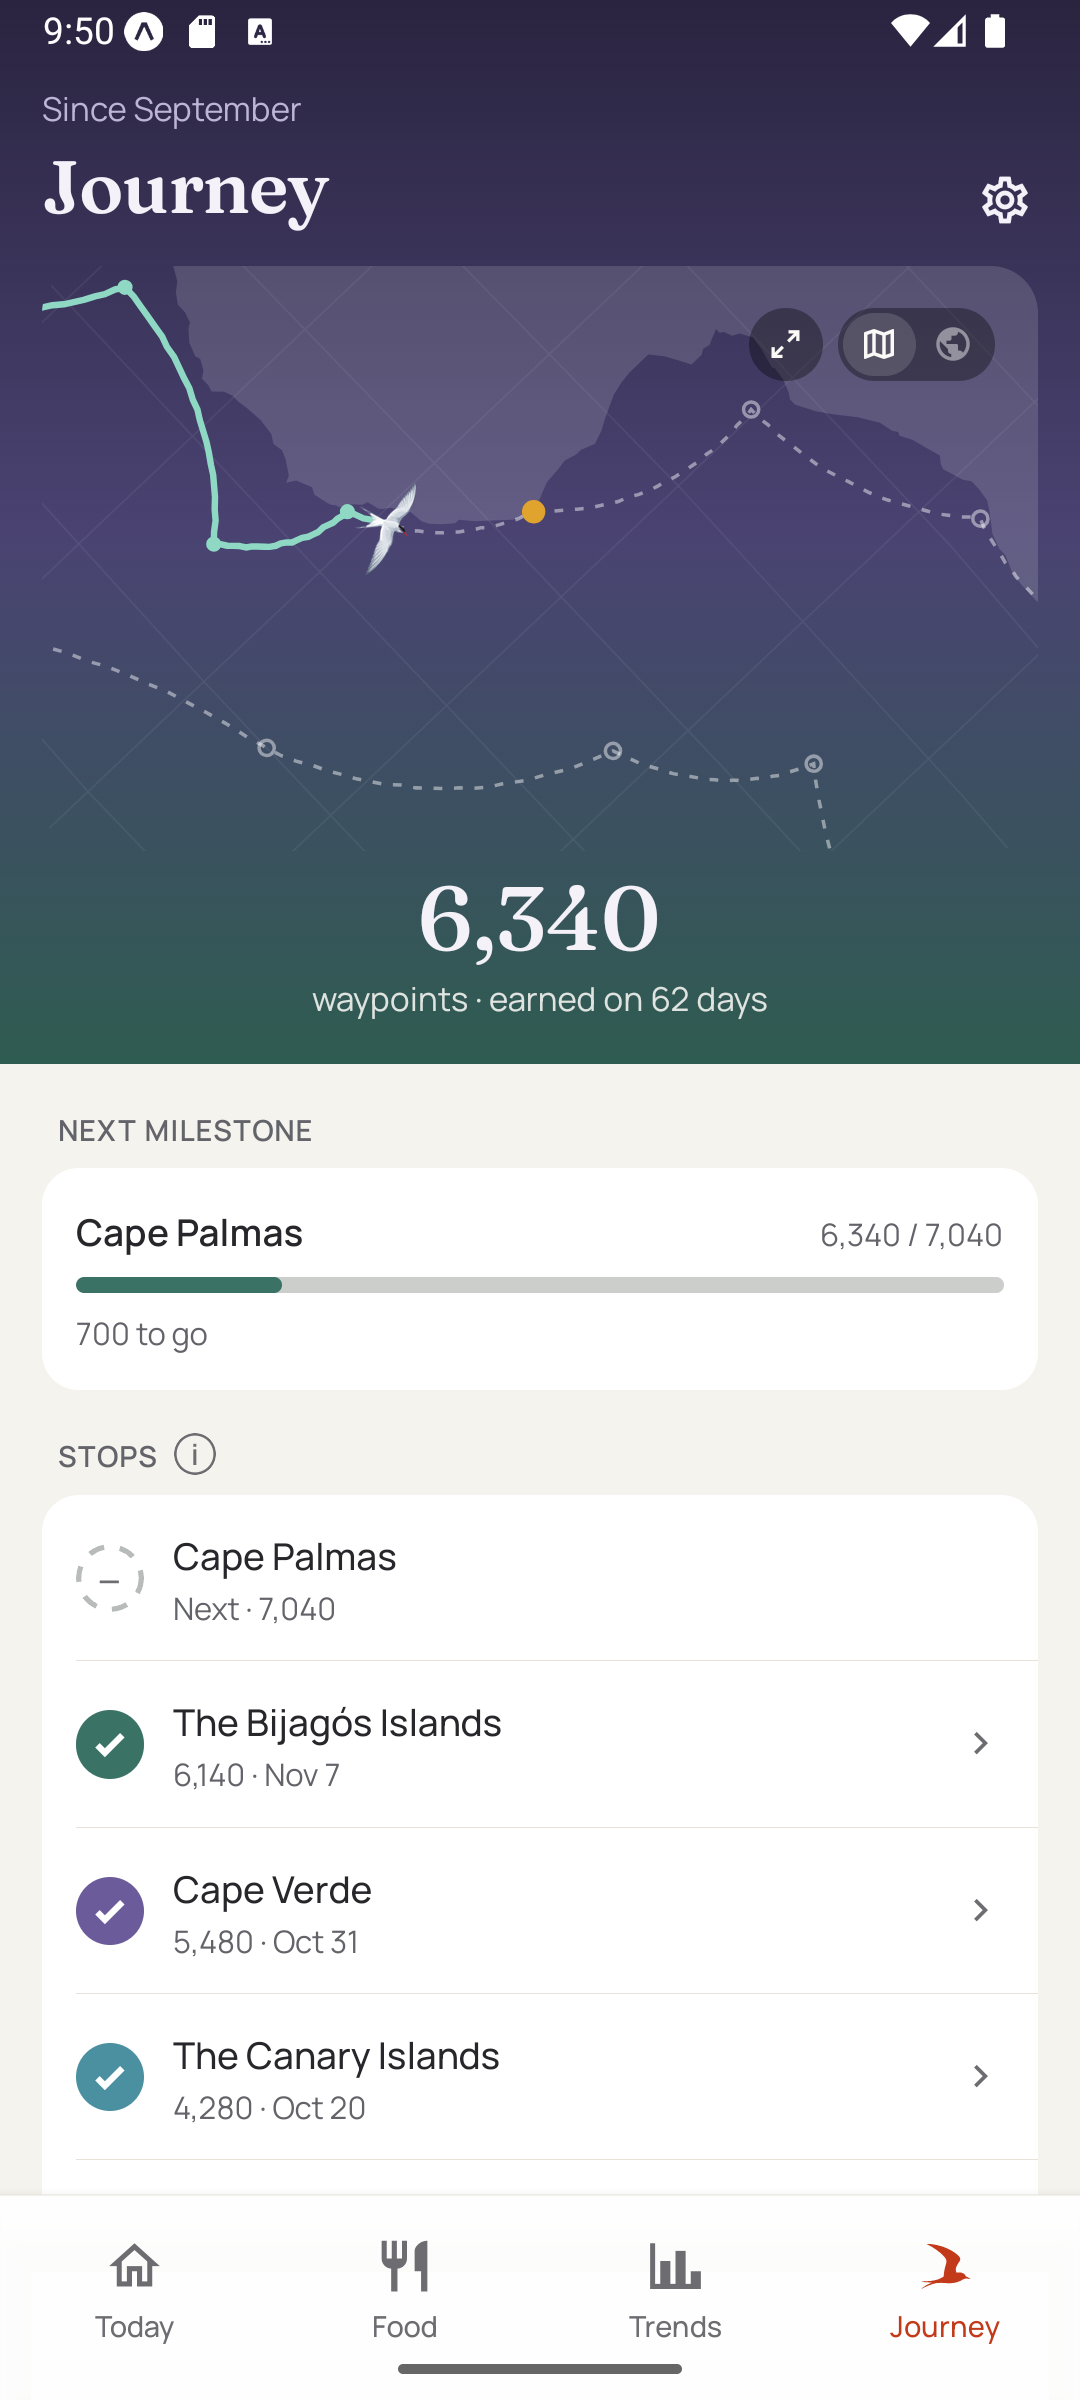 9:50
Since September
Journey
6,340
waypoints · earned on 62 days
NEXT MILESTONE
Cape Palmas
6,340 / 7,040
700 to go
STOPS
Cape Palmas
Next · 7,040
The Bijagós Islands
6,140 · Nov 7
Cape Verde
5,480 · Oct 31
The Canary Islands
4,280 · Oct 20
Today
Food
Trends
Journey